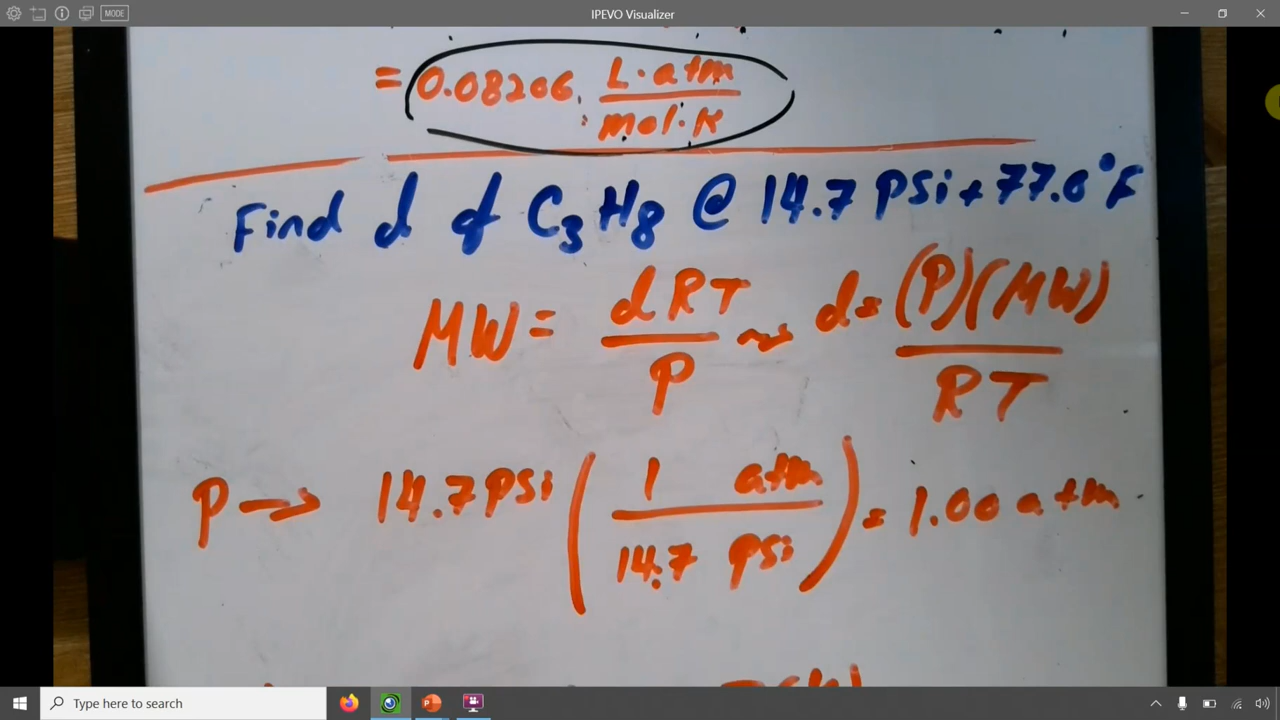 MODE
IPEVO Visualizer
= 0.08206 L·atm
mol·K
Find d of C3H8 @ 14.7 PSi + 77.0°F
MW = dRT / P ⇝ d = (P)(MW) / RT
P → 14.7 PSi ( 1 atm / 14.7 PSi ) = 1.00 atm
Type here to search